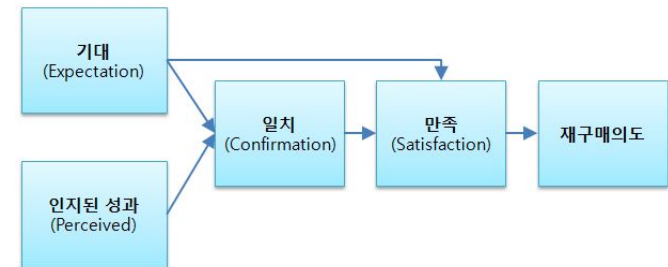 기대
(Expectation)
일치
(Confirmation)
만족
(Satisfaction)
재구매의도
인지된 성과
(Perceived)